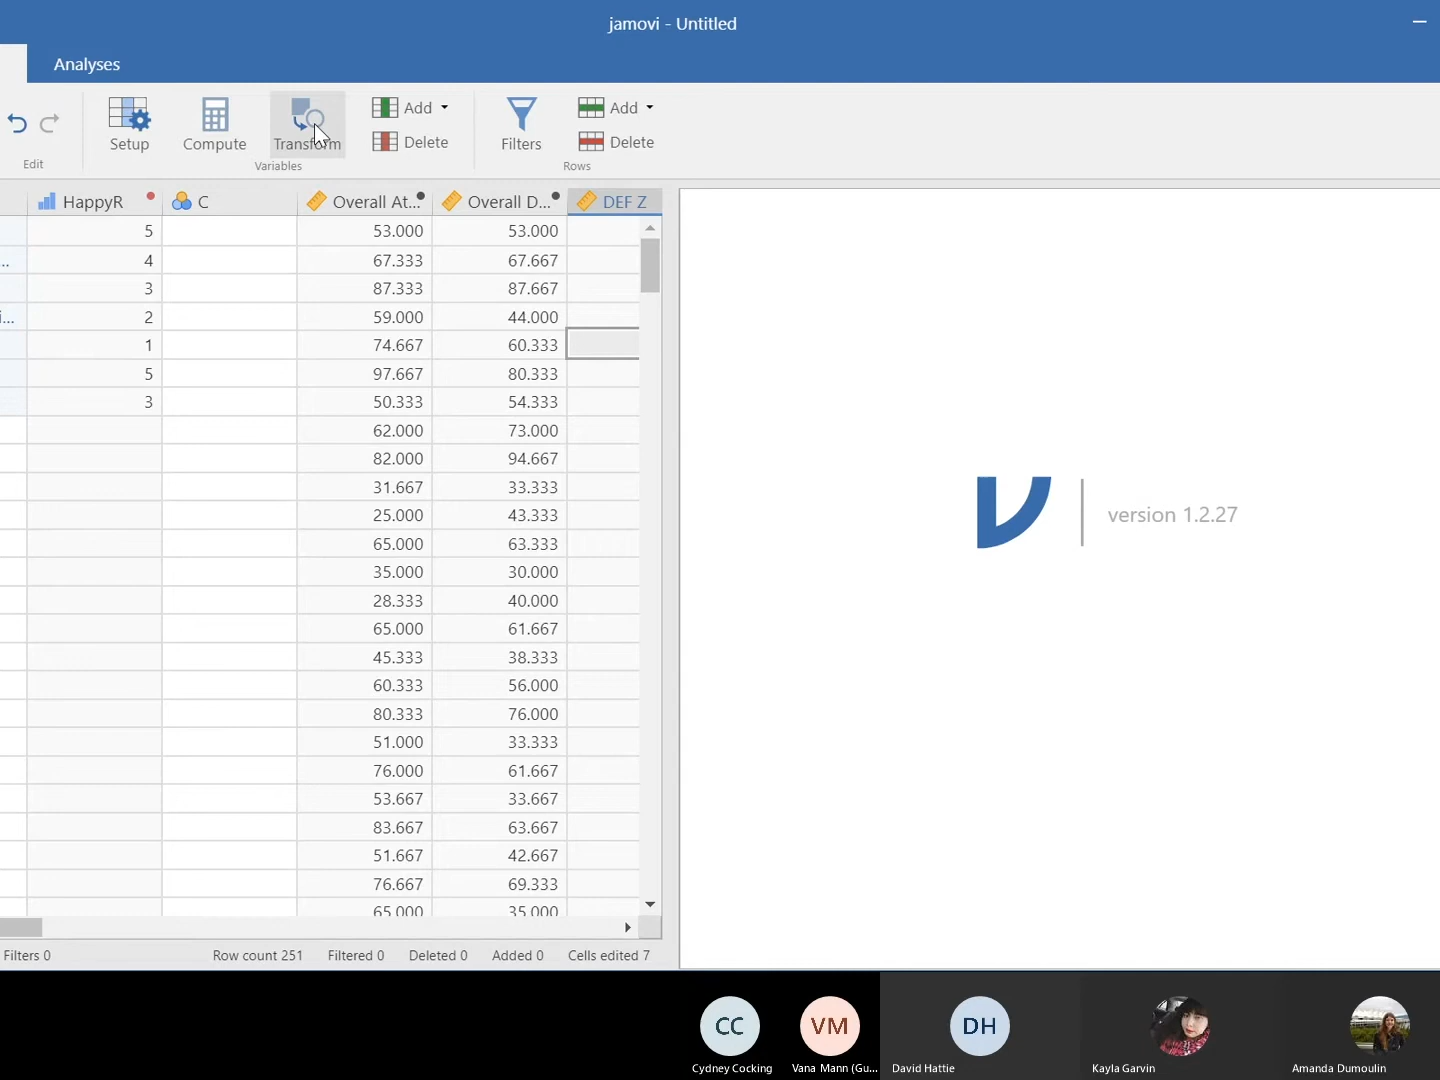 jamovi - Untitled
Analyses
Setup
Compute
Transform
Add
Delete
Filters
Add
Delete
Edit
Variables
Rows
HappyR C Overall At... Overall D... DEF Z
5 53.000 53.000
... 4 67.333 67.667
3 87.333 87.667
i... 2 59.000 44.000
1 74.667 60.333
5 97.667 80.333
3 50.333 54.333
62.000 73.000
82.000 94.667
31.667 33.333
25.000 43.333
65.000 63.333
35.000 30.000
28.333 40.000
65.000 61.667
45.333 38.333
60.333 56.000
80.333 76.000
51.000 33.333
76.000 61.667
53.667 33.667
83.667 63.667
51.667 42.667
76.667 69.333
65.000 35.000
version 1.2.27
Filters 0 Row count 251 Filtered 0 Deleted 0 Added 0 Cells edited 7
CC VM DH
Cydney Cocking Vana Mann (Gu... David Hattie Kayla Garvin Amanda Dumoulin